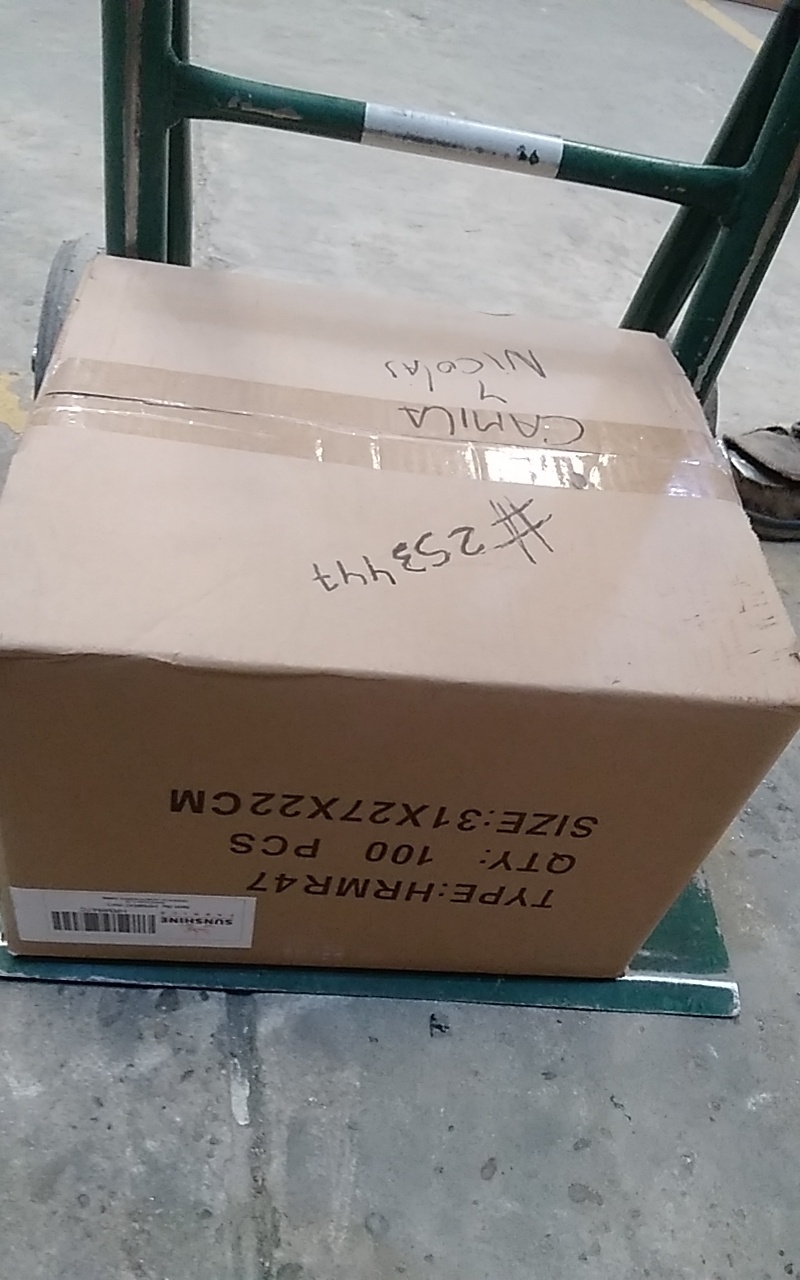 SUNSHINE
TYPE:HRMR47
QTY: 100 PCS
SIZE:31X27X22CM
#253447
CAMILA
Y
Nicolas